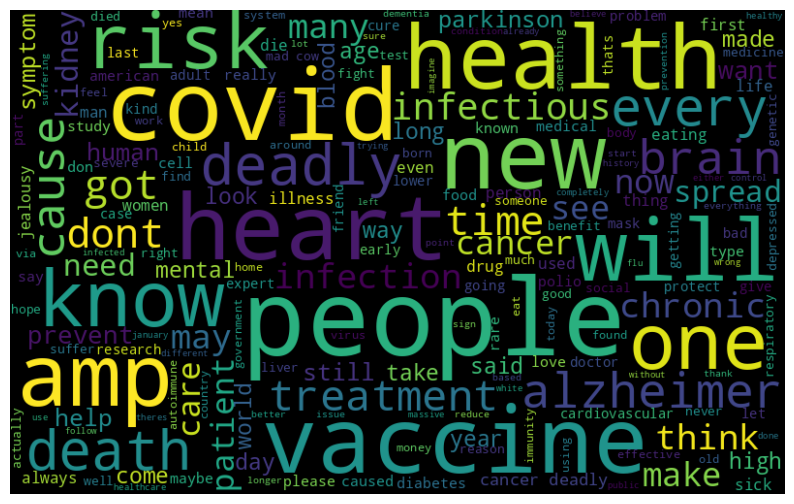 died
yes
mean
system
dementia
believe
healthy
risk
many
parkinson
problem
first
condition
already
symptom
last
cure
sure
lot
suffering
mad cow
kidney
die
age
test
something
thats
made
american
adult
really
blood
fight
imagine
health
want
medicine
prevention
feel
covid
infectious
every
life
man
kind
month
work
part
study
child
long
known
medical
body
genetic
cause
don
human
cell
around
trying
deadly
born
new
eating
start
history
brain
severe
find
even
lower
jealousy
got
women
look
illness
friend
food
person
now
thing
either
control
spread
case
left
someone
completely
everything
dont
heart
way
time
see
mask
bad
depressed
via
infected
right
early
benefit
cancer
type
getting
need
mental
home
point
much
drug
used
flu
wrong
will
say
expert
infection
going
polio
social
protect
give
hope
know
people
eat
good
chronic
respiratory
prevent
may
government
virus
sign
rare
today
found
one
january
different
suffer
research
said
love
doctor
without
thank
amp
autoimmune
country
care
liver
still
take
based
white
treatment
alzheimer
actually
use
theres
patient
world
better
issue
massive
reduce
vaccine
immunity
cardiovascular
never
let
help
death
follow
day
year
reason
using
think
done
always
well
come
maybe
money
effective
old
high
healthcare
please
caused
longer
diabetes
cancer deadly
make
public
sick